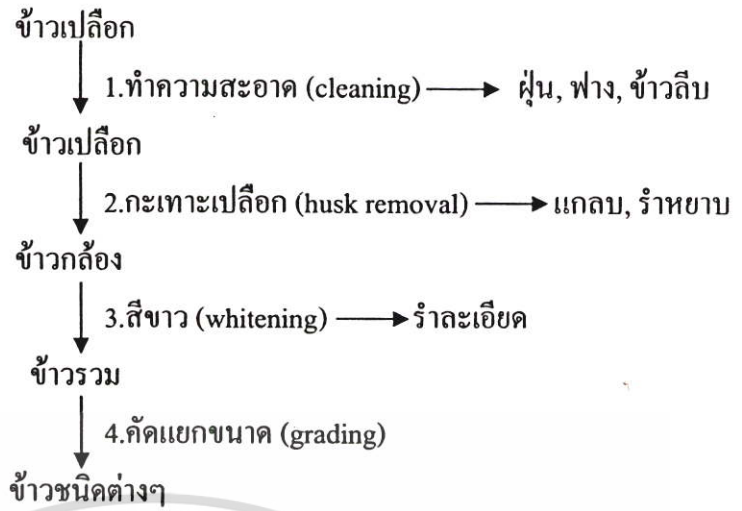 ข้าวเปลือก
1.ทำความสะอาด (cleaning) → ฝุ่น, ฟาง, ข้าวลีบ
ข้าวเปลือก
2.กะเทาะเปลือก (husk removal) → แกลบ, รำหยาบ
ข้าวกล้อง
3.สีขาว (whitening) → รำละเอียด
ข้าวรวม
4.คัดแยกขนาด (grading)
ข้าวชนิดต่างๆ